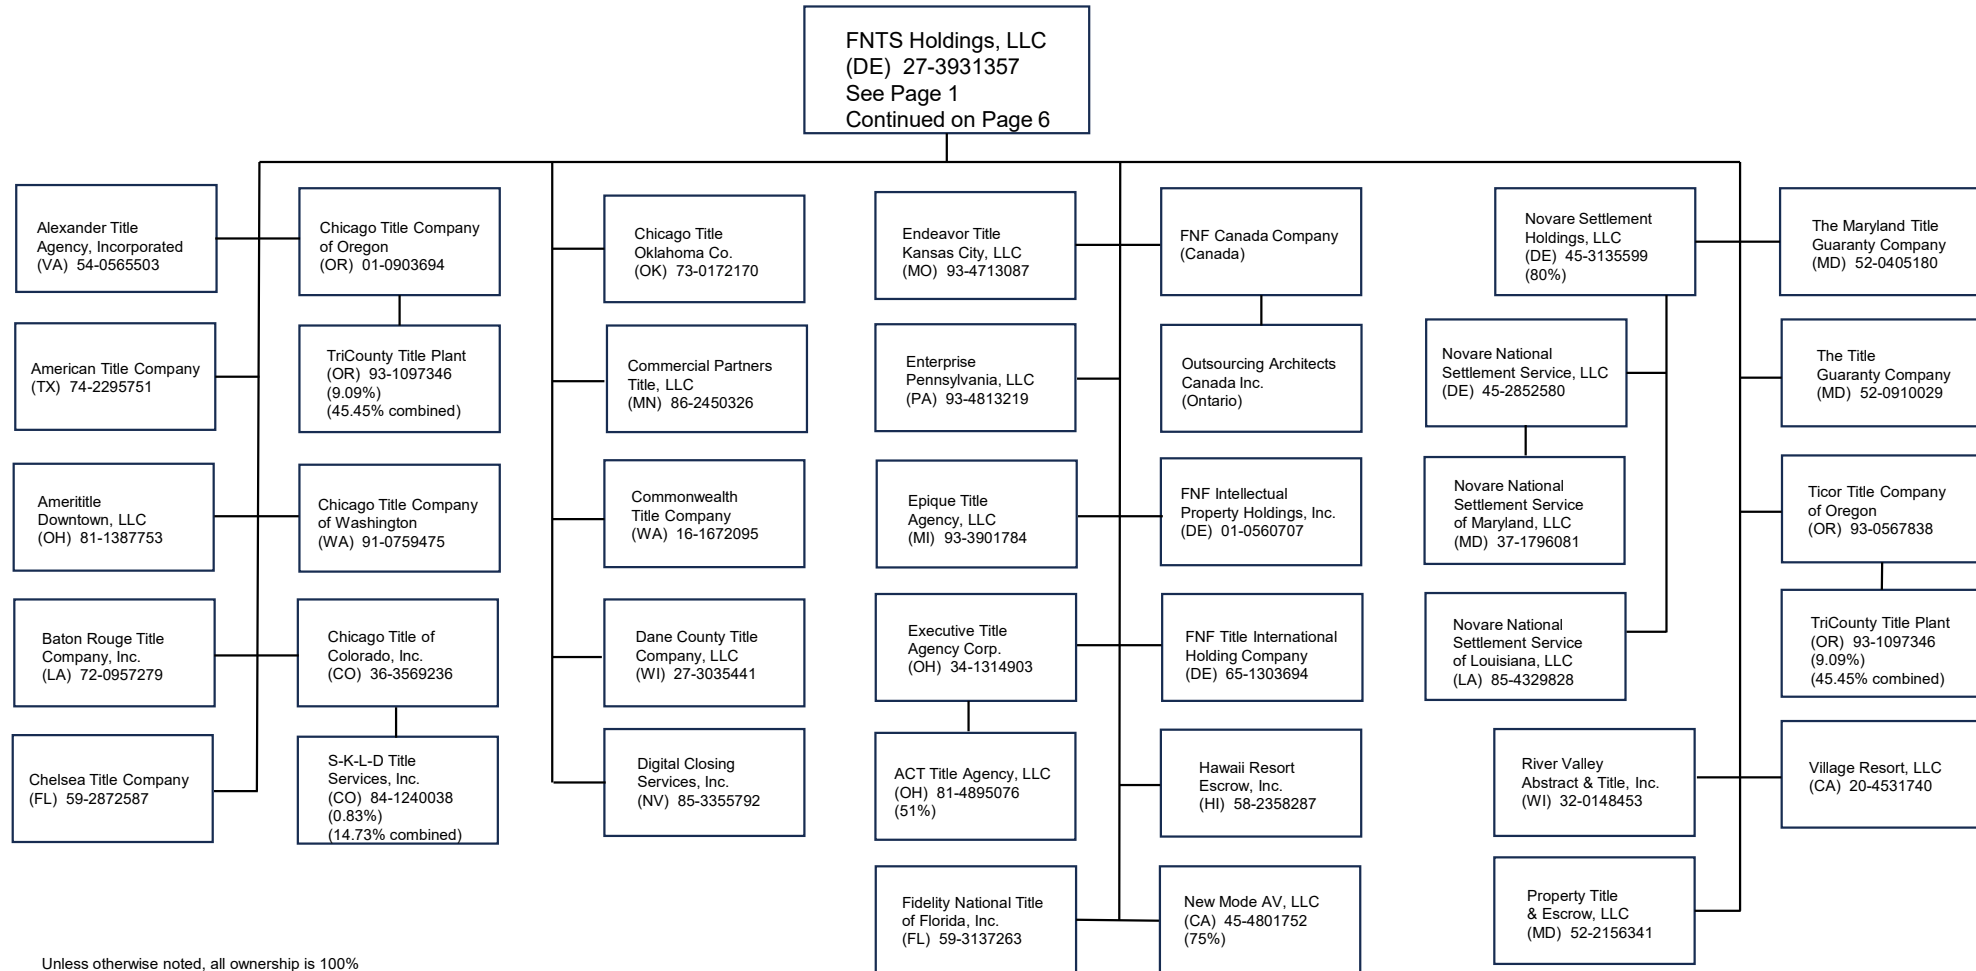 FNTS Holdings, LLC
(DE) 27-3931357
See Page 1
Continued on Page 6
Alexander Title
Agency, Incorporated
(VA) 54-0565503
American Title Company
(TX) 74-2295751
Amerititle
Downtown, LLC
(OH) 81-1387753
Baton Rouge Title
Company, Inc.
(LA) 72-0957279
Chelsea Title Company
(FL) 59-2872587
Chicago Title Company
of Oregon
(OR) 01-0903694
TriCounty Title Plant
(OR) 93-1097346
(9.09%)
(45.45% combined)
Chicago Title Company
of Washington
(WA) 91-0759475
Chicago Title of
Colorado, Inc.
(CO) 36-3569236
S-K-L-D Title
Services, Inc.
(CO) 84-1240038
(0.83%)
(14.73% combined)
Chicago Title
Oklahoma Co.
(OK) 73-0172170
Commercial Partners
Title, LLC
(MN) 86-2450326
Commonwealth
Title Company
(WA) 16-1672095
Dane County Title
Company, LLC
(WI) 27-3035441
Digital Closing
Services, Inc.
(NV) 85-3355792
Endeavor Title
Kansas City, LLC
(MO) 93-4713087
Enterprise
Pennsylvania, LLC
(PA) 93-4813219
Epique Title
Agency, LLC
(MI) 93-3901784
Executive Title
Agency Corp.
(OH) 34-1314903
ACT Title Agency, LLC
(OH) 81-4895076
(51%)
Fidelity National Title
of Florida, Inc.
(FL) 59-3137263
FNF Canada Company
(Canada)
Outsourcing Architects
Canada Inc.
(Ontario)
FNF Intellectual
Property Holdings, Inc.
(DE) 01-0560707
FNF Title International
Holding Company
(DE) 65-1303694
Hawaii Resort
Escrow, Inc.
(HI) 58-2358287
New Mode AV, LLC
(CA) 45-4801752
(75%)
Novare Settlement
Holdings, LLC
(DE) 45-3135599
(80%)
Novare National
Settlement Service, LLC
(DE) 45-2852580
Novare National
Settlement Service
of Maryland, LLC
(MD) 37-1796081
Novare National
Settlement Service
of Louisiana, LLC
(LA) 85-4329828
River Valley
Abstract & Title, Inc.
(WI) 32-0148453
Property Title
& Escrow, LLC
(MD) 52-2156341
The Maryland Title
Guaranty Company
(MD) 52-0405180
The Title
Guaranty Company
(MD) 52-0910029
Ticor Title Company
of Oregon
(OR) 93-0567838
TriCounty Title Plant
(OR) 93-1097346
(9.09%)
(45.45% combined)
Village Resort, LLC
(CA) 20-4531740
Unless otherwise noted, all ownership is 100%